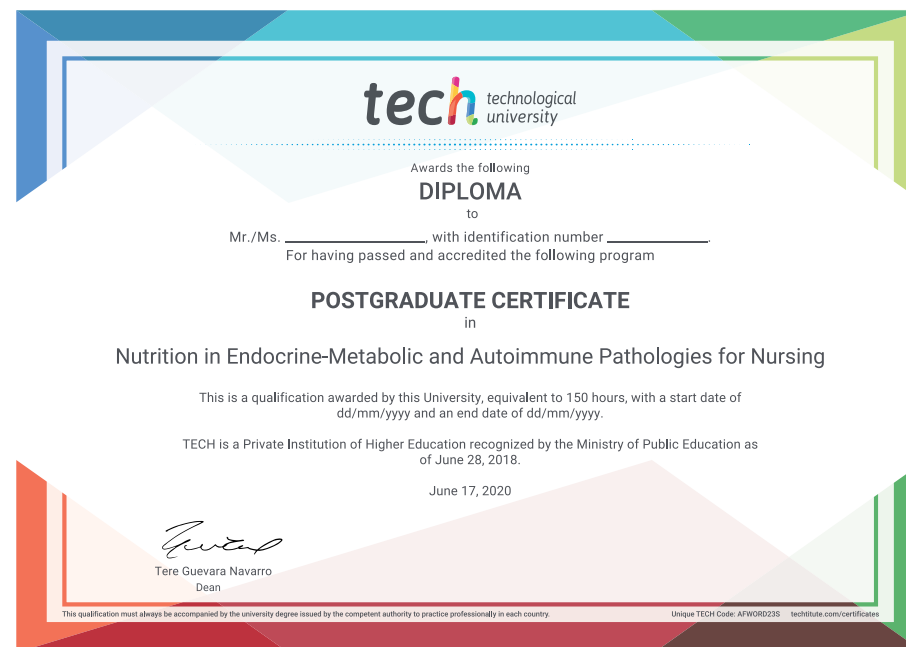 tech technological
university
Awards the following
DIPLOMA
to
Mr./Ms. ____________, with identification number ____________.
For having passed and accredited the following program
POSTGRADUATE CERTIFICATE
in
Nutrition in Endocrine-Metabolic and Autoimmune Pathologies for Nursing
This is a qualification awarded by this University, equivalent to 150 hours, with a start date of
dd/mm/yyyy and an end date of dd/mm/yyyy.
TECH is a Private Institution of Higher Education recognized by the Ministry of Public Education as
of June 28, 2018.
June 17, 2020
Tere Guevara Navarro
Dean
This qualification must always be accompanied by the university degree issued by the competent authority to practice professionally in each country. Unique TECH Code: AFWORD23S techtitute.com/certificates